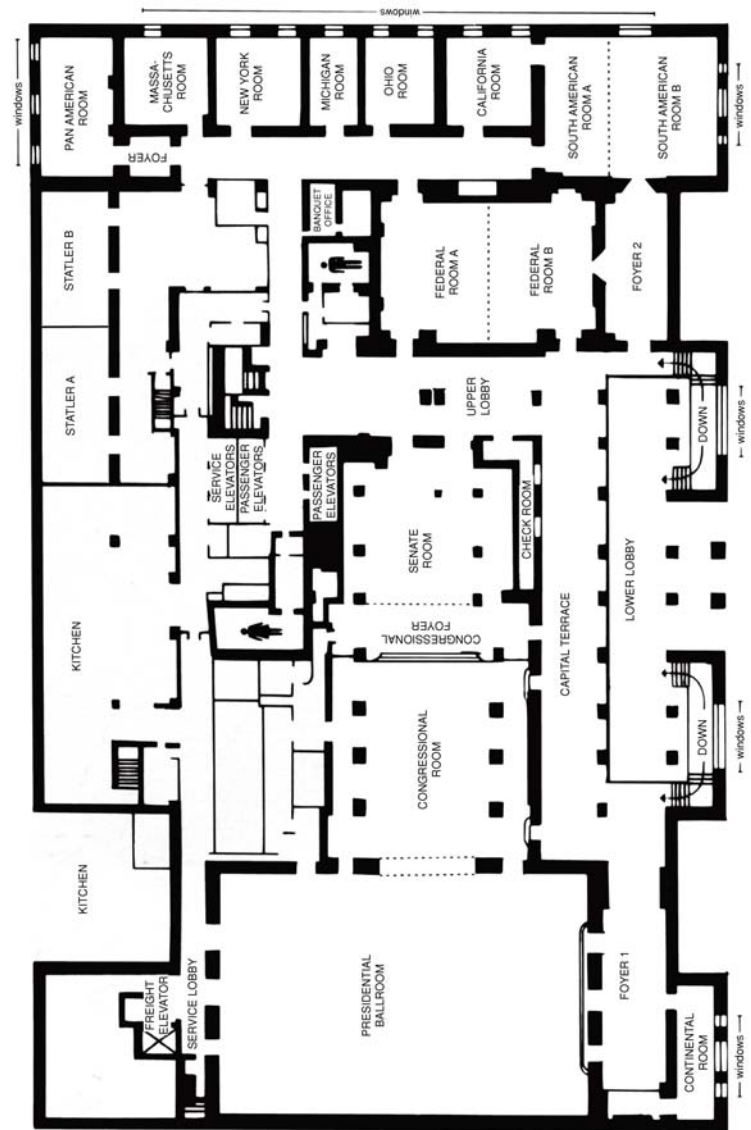 windows
KITCHEN
KITCHEN
STATLER A
STATLER B
PAN AMERICAN
ROOM
FREIGHT
ELEVATOR
FOYER
MASSA-
CHUSETTS
ROOM
SERVICE LOBBY
SERVICE
ELEVATORS
PASSENGER
ELEVATORS
NEW YORK
ROOM
PASSENGER
ELEVATORS
BANQUET
OFFICE
MICHIGAN
ROOM
OHIO
ROOM
windows
PRESIDENTIAL
BALLROOM
CONGRESSIONAL
ROOM
CONGRESSIONAL
FOYER
SENATE
ROOM
UPPER
LOBBY
FEDERAL
ROOM A
FEDERAL
ROOM B
CALIFORNIA
ROOM
CHECK ROOM
SOUTH AMERICAN
ROOM A
CAPITAL TERRACE
FOYER 1
LOWER LOBBY
FOYER 2
SOUTH AMERICAN
ROOM B
CONTINENTAL
ROOM
DOWN
DOWN
windows
windows
windows
windows